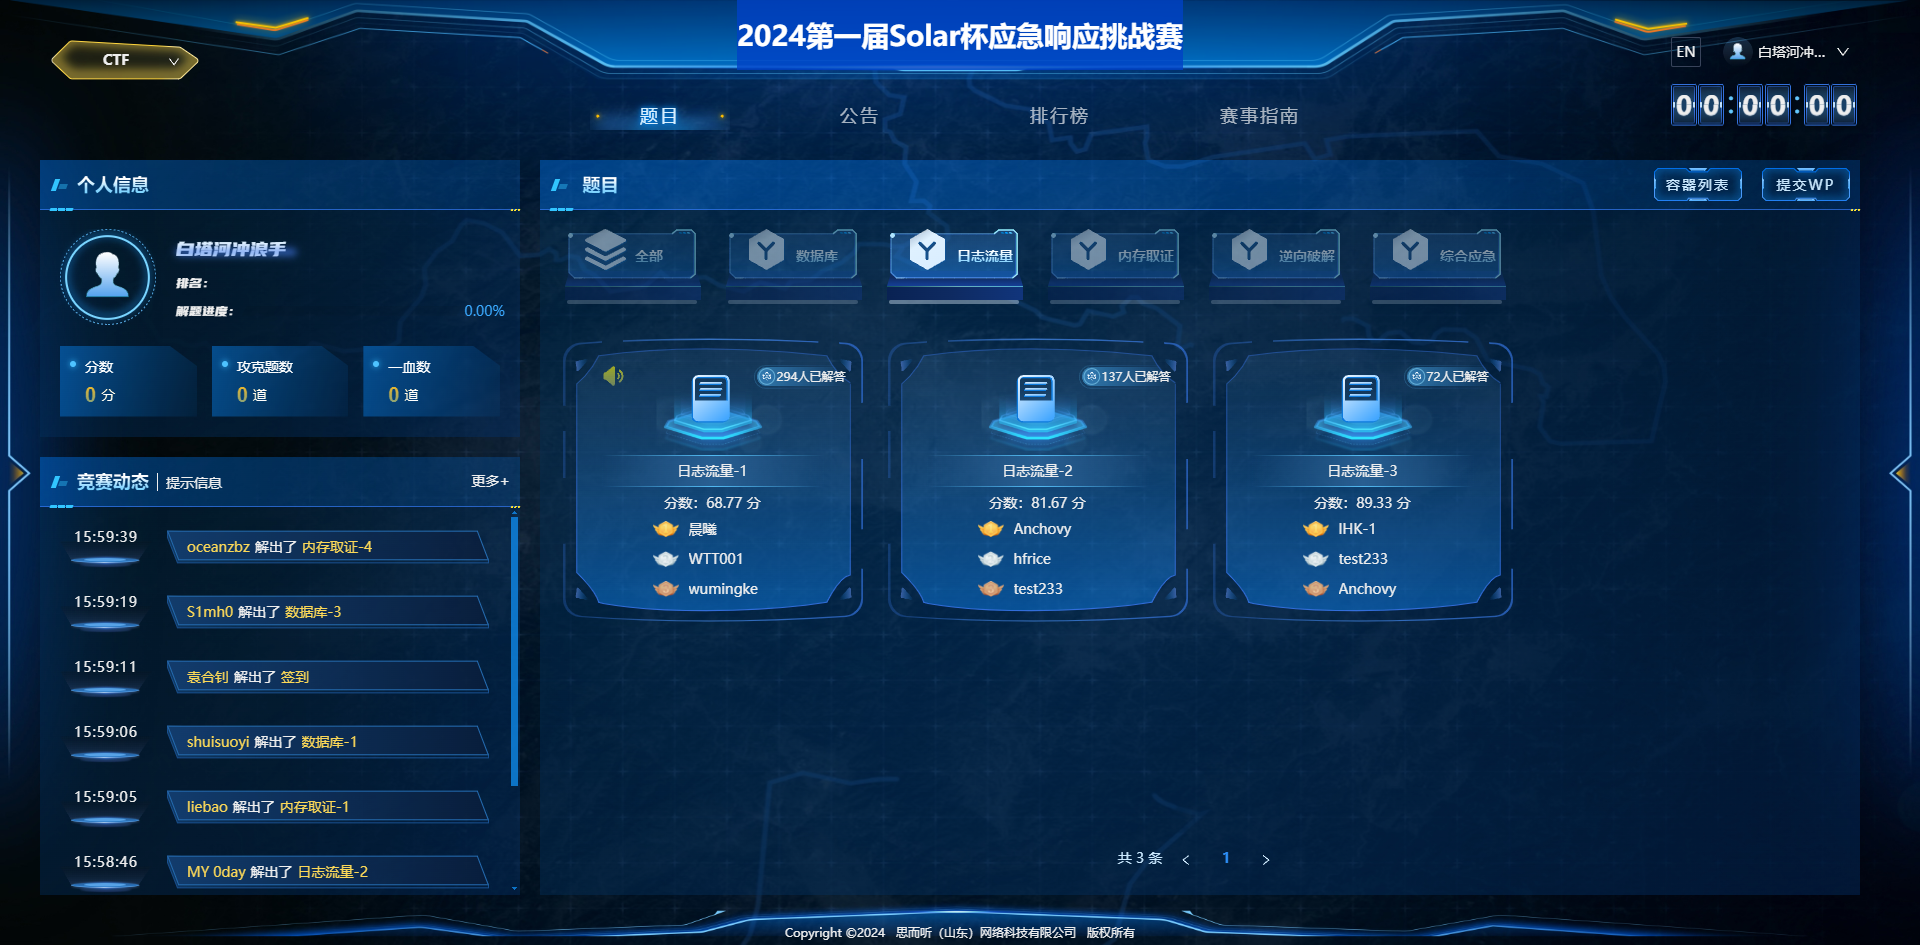 2024第一届Solar杯应急响应挑战赛
CTF
EN
白塔河冲...
00:00:00
题目
公告
排行榜
赛事指南
个人信息
白塔河冲浪手
排名：
解题进度：
0.00%
分数
0 分
攻克题数
0 道
一血数
0 道
竞赛动态
提示信息
更多+
15:59:39
oceanzbz 解出了 内存取证-4
15:59:19
S1mh0 解出了 数据库-3
15:59:11
袁合钊 解出了 签到
15:59:06
shuisuoyi 解出了 数据库-1
15:59:05
liebao 解出了 内存取证-1
15:58:46
MY 0day 解出了 日志流量-2
题目
容器列表
提交WP
全部
数据库
日志流量
内存取证
逆向破解
综合应急
294人已解答
日志流量-1
分数：68.77 分
晨曦
WTT001
wumingke
137人已解答
日志流量-2
分数：81.67 分
Anchovy
hfrice
test233
72人已解答
日志流量-3
分数：89.33 分
IHK-1
test233
Anchovy
共 3 条 < 1 >
Copyright ©2024 思而听（山东）网络科技有限公司 版权所有